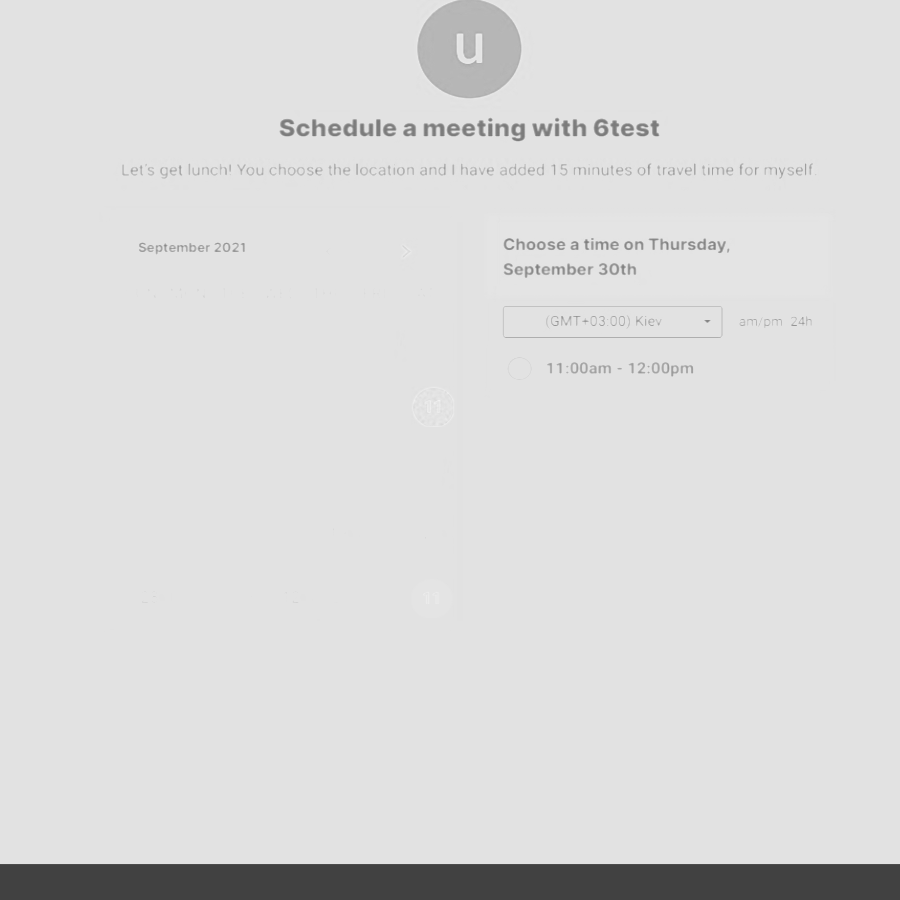 u
Schedule a meeting with 6test
Let's get lunch! You choose the location and I have added 15 minutes of travel time for myself.
September 2021
Choose a time on Thursday,
September 30th
(GMT+03:00) Kiev
am/pm 24h
11:00am - 12:00pm